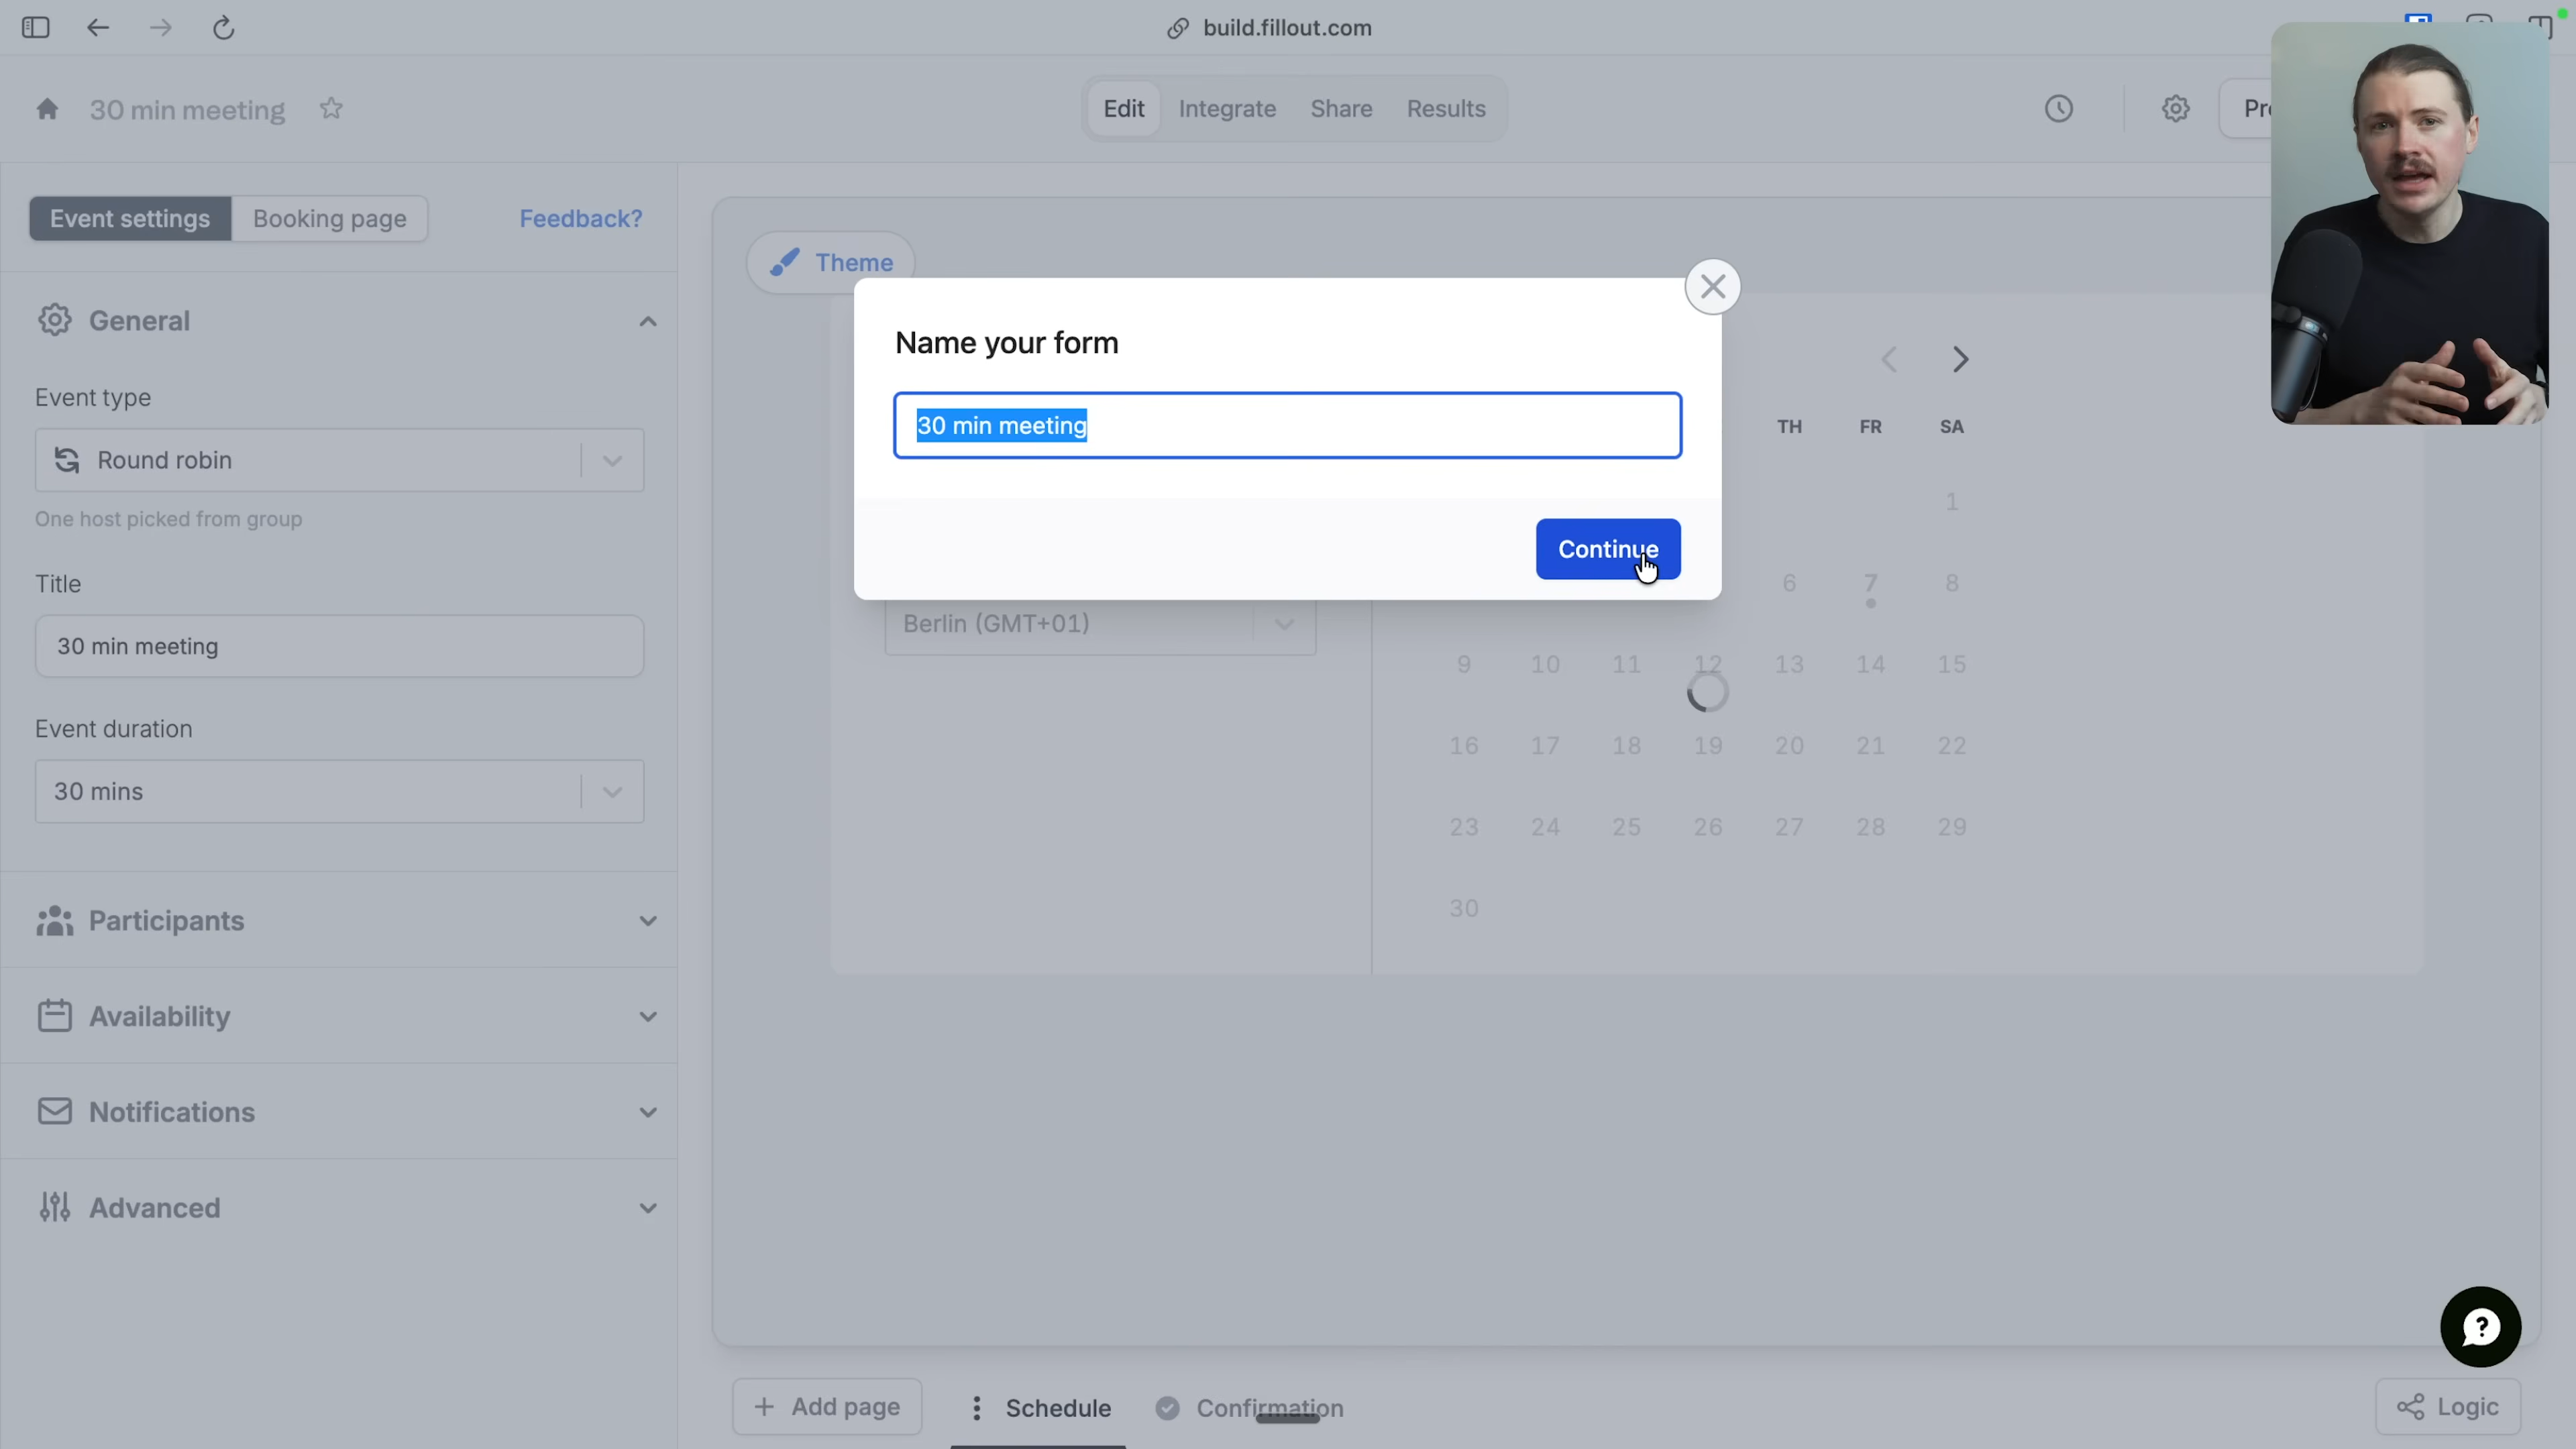 build.fillout.com
30 min meeting
Edit
Integrate
Share
Results
Event settings
Booking page
Feedback?
Theme
General
Name your form
30 min meeting
Continue
Event type
Round robin
One host picked from group
Title
30 min meeting
Event duration
30 mins
Participants
Availability
Notifications
Advanced
Berlin (GMT+01)
TH FR SA
1
6 7 8
9 10 11 12 13 14 15
16 17 18 19 20 21 22
23 24 25 26 27 28 29
30
Add page
Schedule
Confirmation
Logic